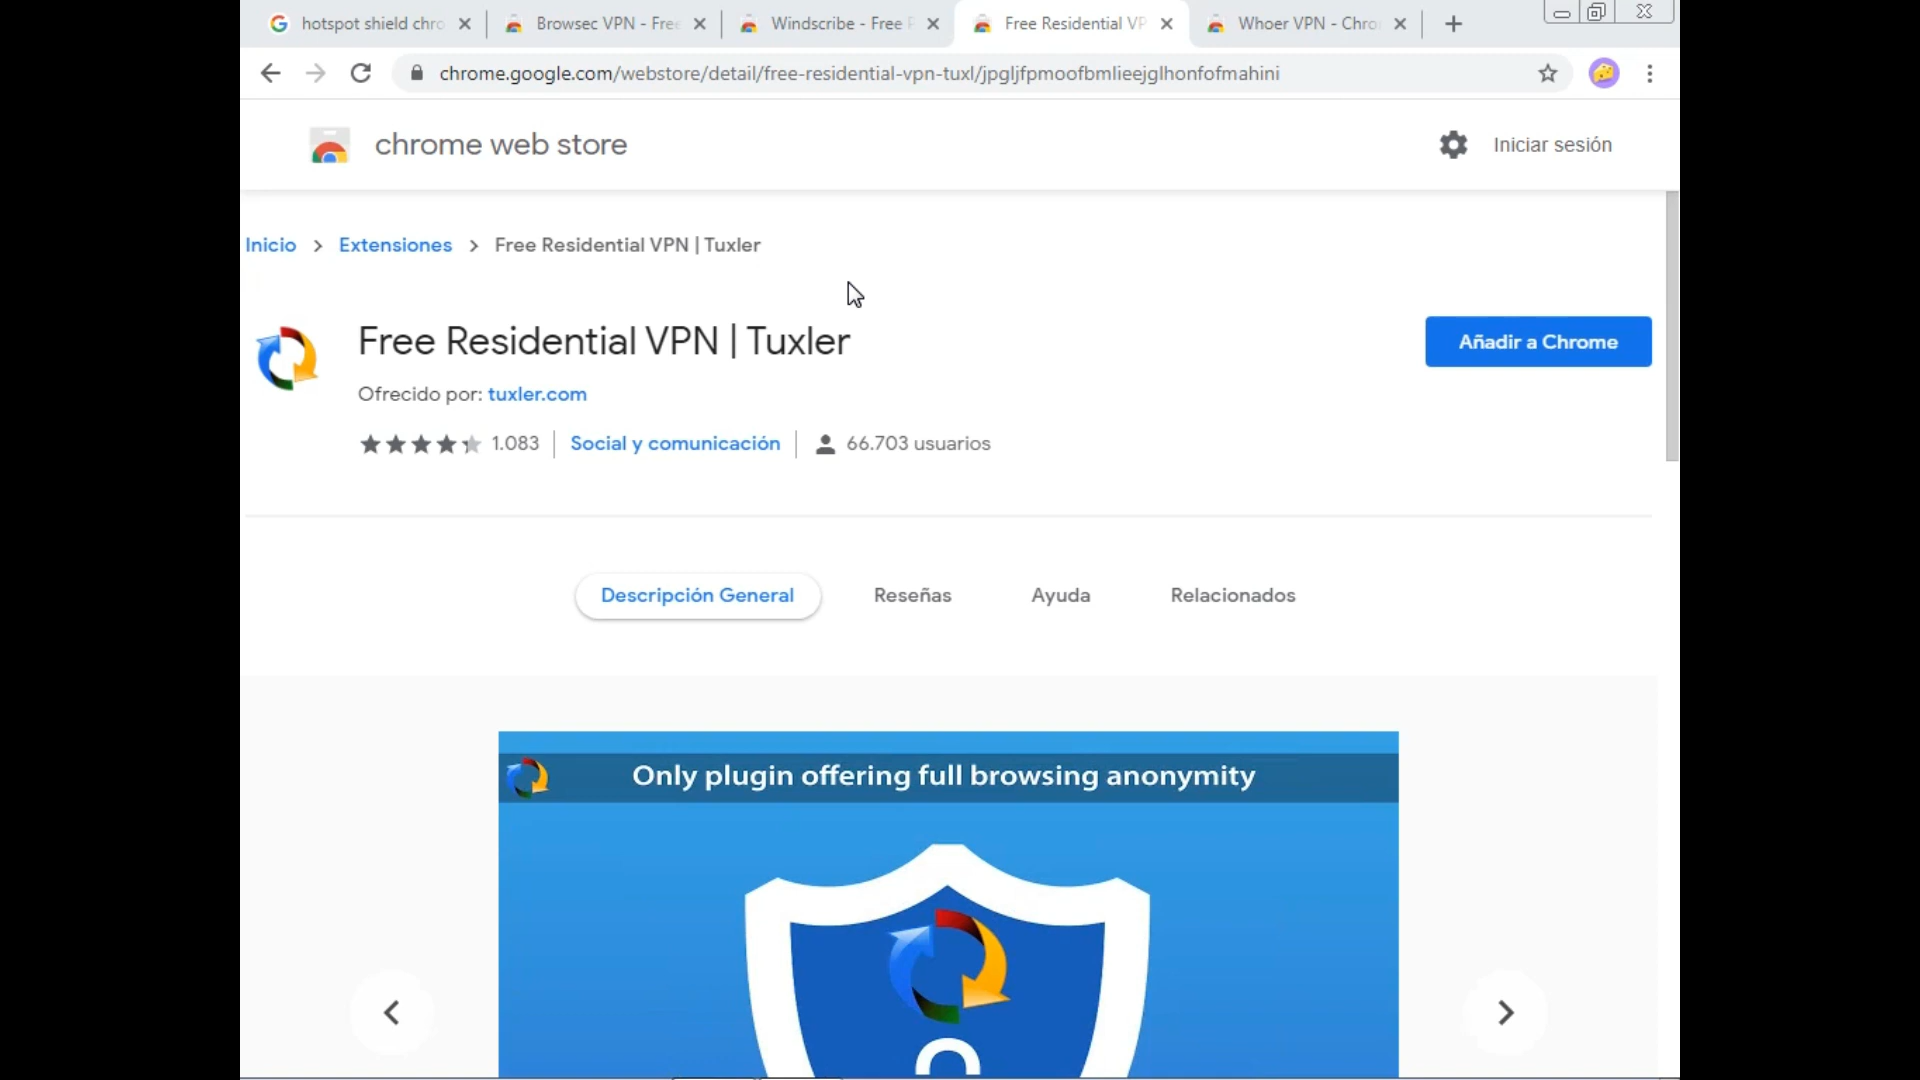 hotspot shield chro
Browsec VPN - Free
Windscribe - Free P
Free Residential VP
Whoer VPN - Chro
chrome.google.com/webstore/detail/free-residential-vpn-tuxl/jpgljfpmoofbmlieejglhonfofmahini
chrome web store
Iniciar sesión
Inicio > Extensiones > Free Residential VPN | Tuxler
Free Residential VPN | Tuxler
Añadir a Chrome
Ofrecido por: tuxler.com
1.083 | Social y comunicación | 66.703 usuarios
Descripción General
Reseñas
Ayuda
Relacionados
Only plugin offering full browsing anonymity